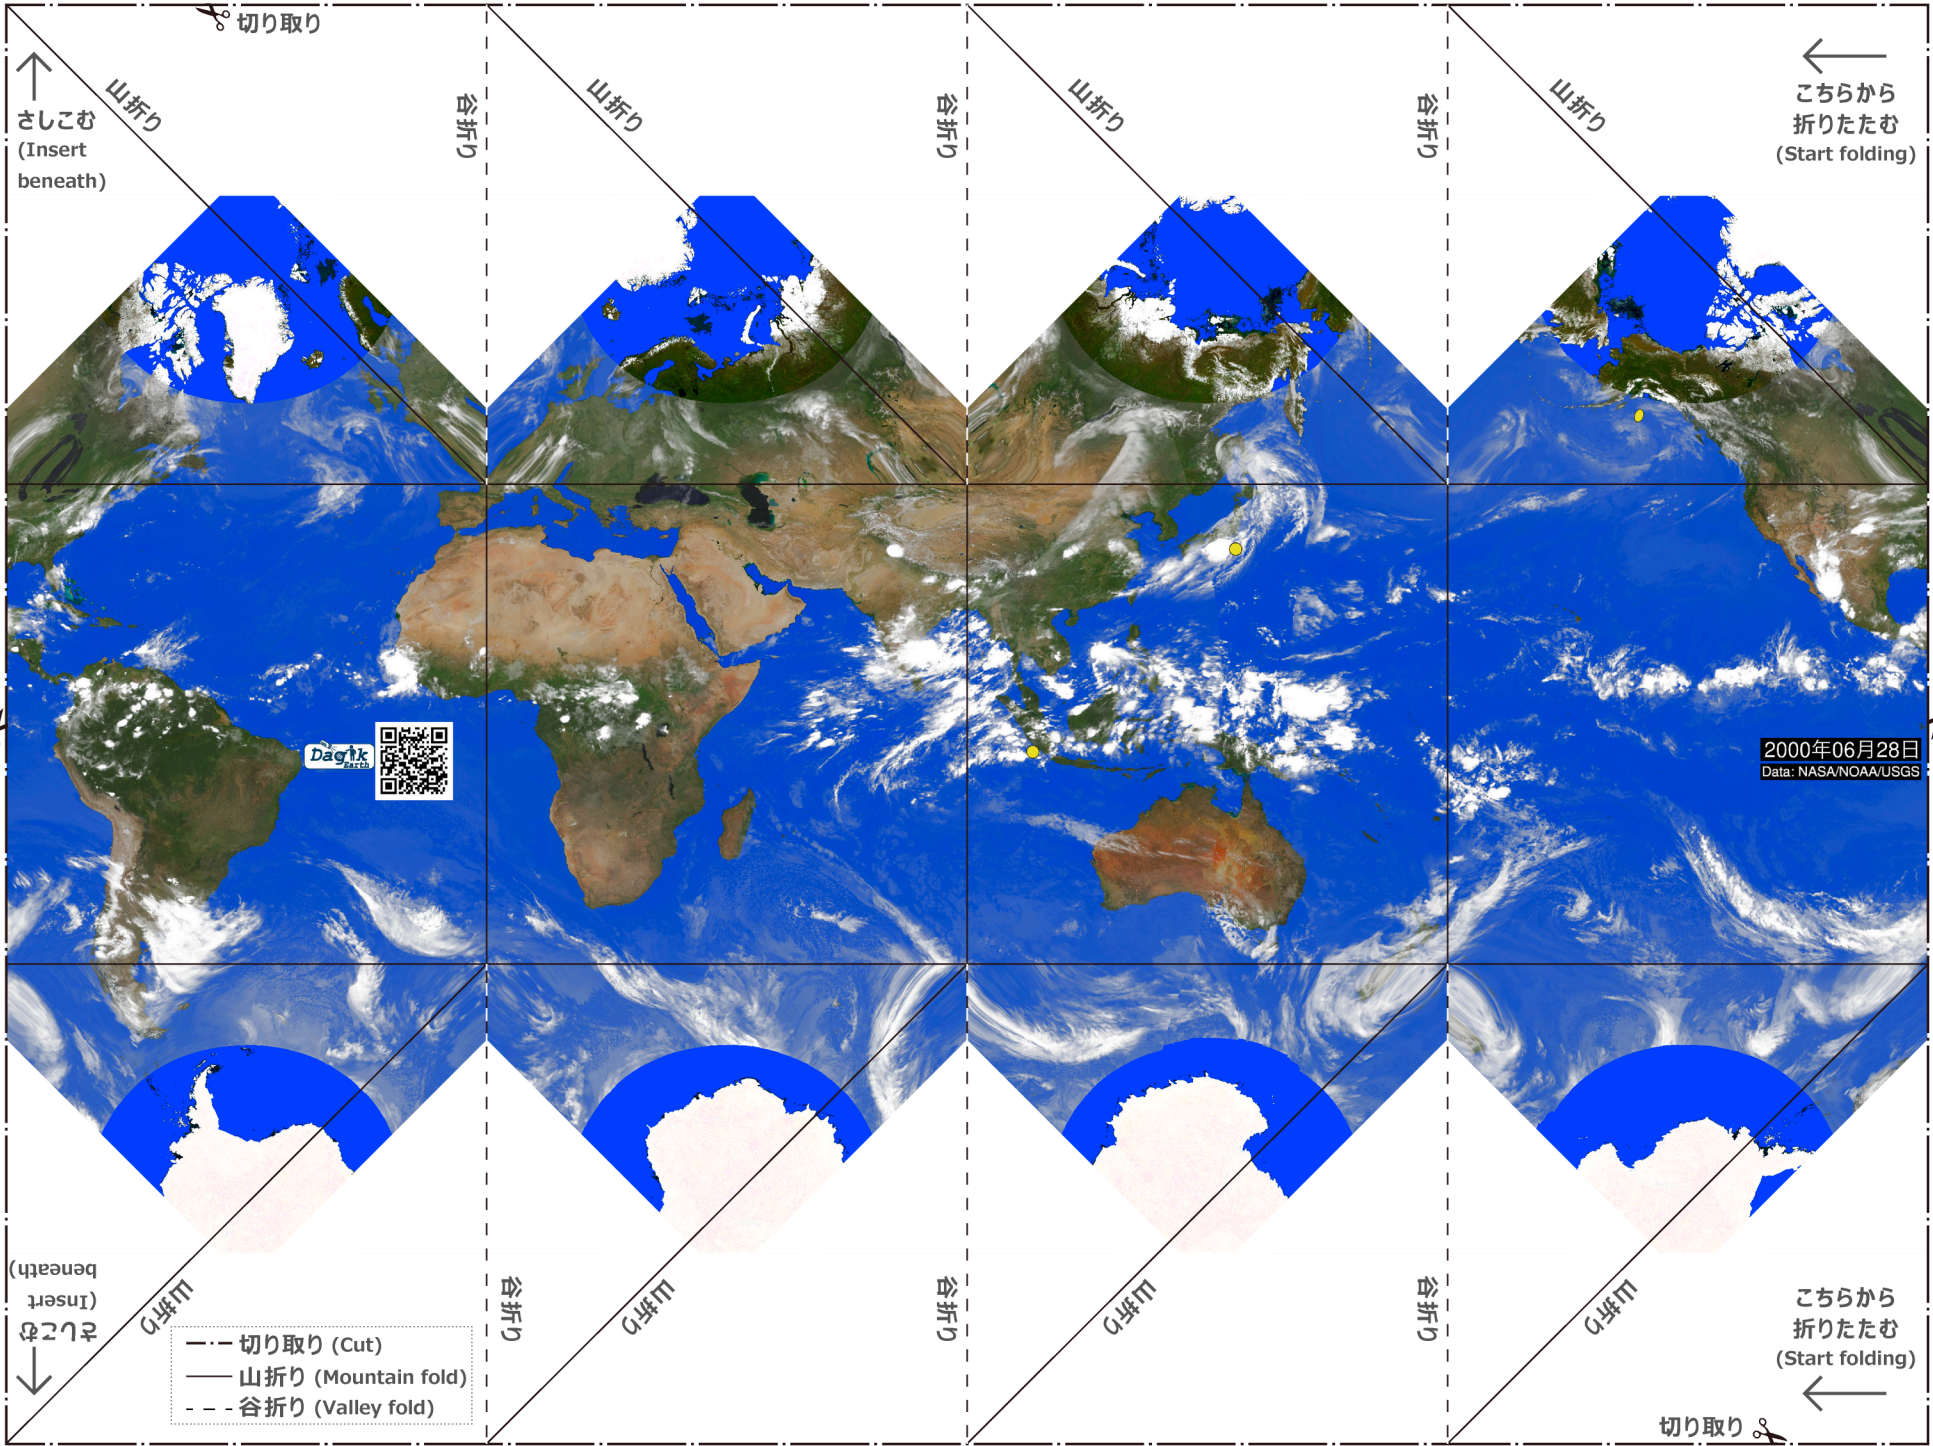 切り取り
さしこむ
(Insert
beneath)
山折り
谷折り
山折り
谷折り
山折り
谷折り
山折り
こちらから
折りたたむ
(Start folding)
Dagik
Earth
2000年06月28日
Data: NASA/NOAA/USGS
さしこむ
(Insert
beneath)
山折り
谷折り
山折り
谷折り
山折り
谷折り
山折り
こちらから
折りたたむ
(Start folding)
切り取り (Cut)
山折り (Mountain fold)
谷折り (Valley fold)
切り取り